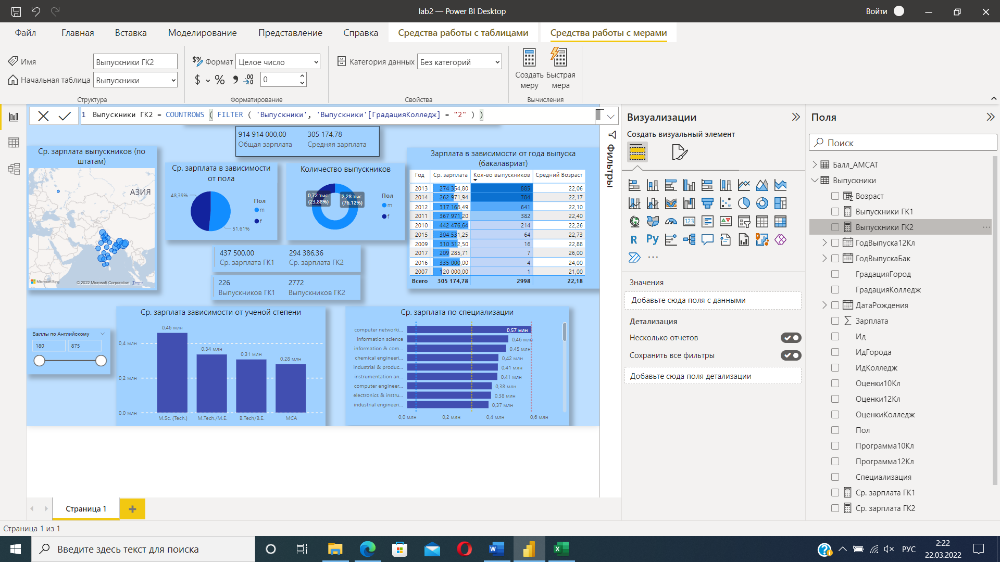 lab2 — Power BI Desktop
Войти
Файл
Главная
Вставка
Моделирование
Представление
Справка
Средства работы с таблицами
Средства работы с мерами
Имя
Выпускники ГК2
Начальная таблица
Выпускники
Структура
Формат
Целое число
$
%
0
Форматирование
Категория данных
Без категорий
Свойства
Создать меру
Быстрая мера
Вычисления
1 Выпускники ГК2 = COUNTROWS ( FILTER ( 'Выпускники', 'Выпускники'[ГрадацияКолледж] = "2" ) )
914 914 000,00
Общая зарплата
305 174,78
Средняя зарплата
Ср. зарплата выпускников (по
штатам)
АЗИЯ
Microsoft Bing
© 2022 Microsoft Corporation Terms
Ср. зарплата в зависимости
от пола
48,39%
51,61%
Пол
m
f
Количество выпускников
0,72 тыс.
(23,88%)
2,28 тыс.
(76,12%)
Пол
m
f
Зарплата в зависимости от года выпуска
(бакалавриат)
Год Ср. зарплата Кол-во выпускников Средний Возраст
2013 274 354,80 885 22,06
2014 262 971,94 784 22,17
2012 317 168,49 641 22,10
2011 367 971,20 382 22,40
2010 442 476,64 214 22,26
2015 304 531,25 64 22,73
2009 310 312,50 16 22,88
2017 209 285,71 7 26,00
2016 335 000,00 4 24,00
2007 120 000,00 1 21,00
Всего 305 174,78 2998 22,18
437 500,00
Ср. зарплата ГК1
294 386,36
Ср. зарплата ГК2
226
Выпускников ГК1
2772
Выпускников ГК2
Баллы по Английскому
180
875
Ср. зарплата зависимости от ученой степени
0,4 млн
0,2 млн
0,0 млн
0,46 млн
0,34 млн
0,31 млн
0,28 млн
M.Sc. (Tech.)
M.Tech./M.E.
B.Tech/B.E.
MCA
Ср. зарплата по специализации
computer networki... 0,57 млн
information science 0,46 млн
information & com... 0,45 млн
chemical engineeri... 0,42 млн
industrial & produc... 0,41 млн
instrumentation an... 0,41 млн
computer engineer... 0,38 млн
electronics & instru... 0,38 млн
industrial engineeri... 0,37 млн
0,0 млн
0,2 млн
0,4 млн
0,6 млн
Фильтры
Визуализации
Создать визуальный элемент
123
R
Py
Значения
Добавьте сюда поля с данными
Детализация
Несколько отчетов
Сохранить все фильтры
Добавьте сюда поля детализации
Поля
Поиск
Балл_АМСАТ
Выпускники
Возраст
Выпускники ГК1
Выпускники ГК2
ГодВыпуска12Кл
ГодВыпускаБак
ГрадацияГород
ГрадацияКолледж
ДатаРождения
Зарплата
Ид
ИдГорода
ИдКолледж
Оценки10Кл
Оценки12Кл
ОценкиКолледж
Пол
Программа10Кл
Программа12Кл
Специализация
Ср. зарплата ГК1
Ср. зарплата ГК2
Страница 1
Страница 1 из 1
Введите здесь текст для поиска
РУС
2:22
22.03.2022